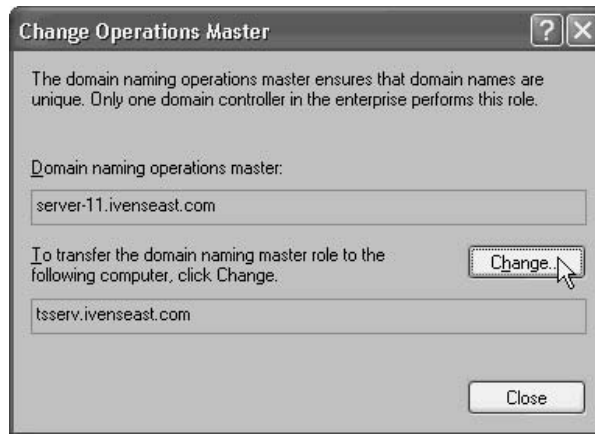 Change Operations Master
The domain naming operations master ensures that domain names are
unique. Only one domain controller in the enterprise performs this role.
Domain naming operations master:
server-11.ivenseast.com
To transfer the domain naming master role to the
following computer, click Change.
Change...
tsserv.ivenseast.com
Close